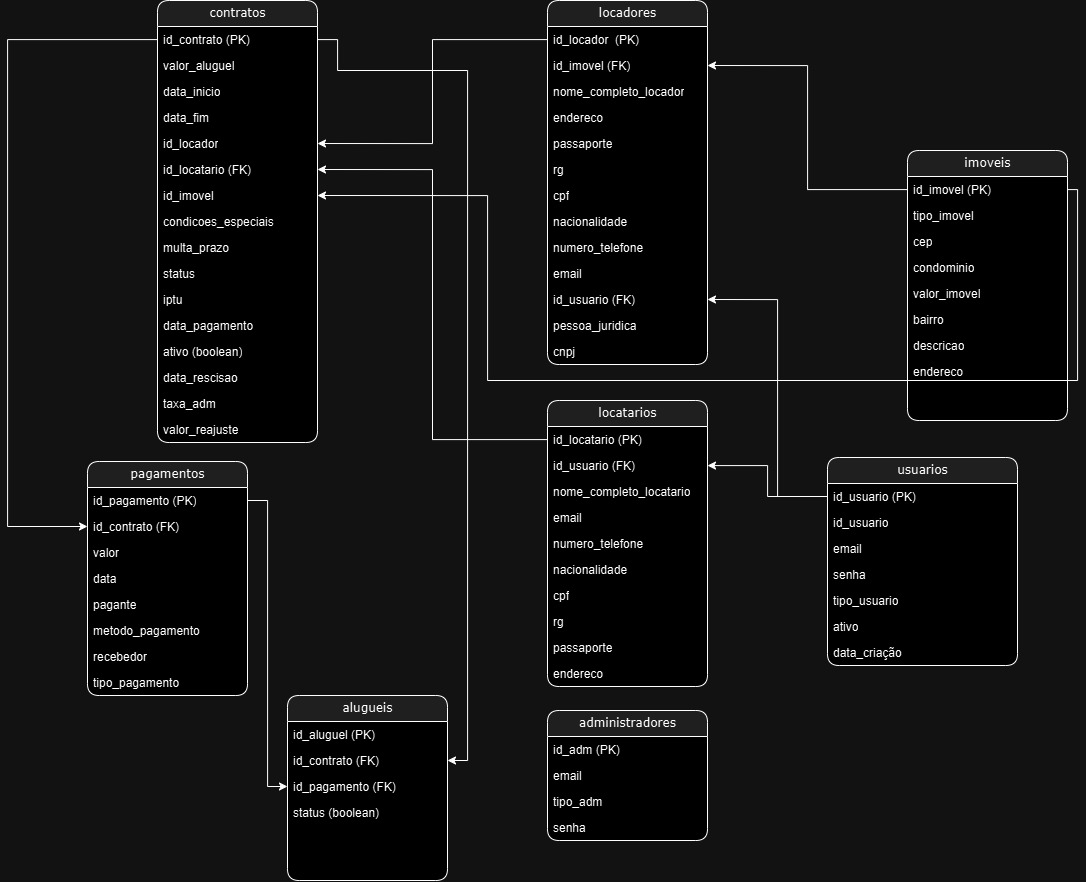 contratos
id_contrato (PK)
valor_aluguel
data_inicio
data_fim
id_locador
id_locatario (FK)
id_imovel
condicoes_especiais
multa_prazo
status
iptu
data_pagamento
ativo (boolean)
data_rescisao
taxa_adm
valor_reajuste
locadores
id_locador  (PK)
id_imovel (FK)
nome_completo_locador
endereco
passaporte
rg
cpf
nacionalidade
numero_telefone
email
id_usuario (FK)
pessoa_juridica
cnpj
imoveis
id_imovel (PK)
tipo_imovel
cep
condominio
valor_imovel
bairro
descricao
endereco
locatarios
id_locatario (PK)
id_usuario (FK)
nome_completo_locatario
email
numero_telefone
nacionalidade
cpf
rg
passaporte
endereco
usuarios
id_usuario (PK)
id_usuario
email
senha
tipo_usuario
ativo
data_criação
pagamentos
id_pagamento (PK)
id_contrato (FK)
valor
data
pagante
metodo_pagamento
recebedor
tipo_pagamento
alugueis
id_aluguel (PK)
id_contrato (FK)
id_pagamento (FK)
status (boolean)
administradores
id_adm (PK)
email
tipo_adm
senha